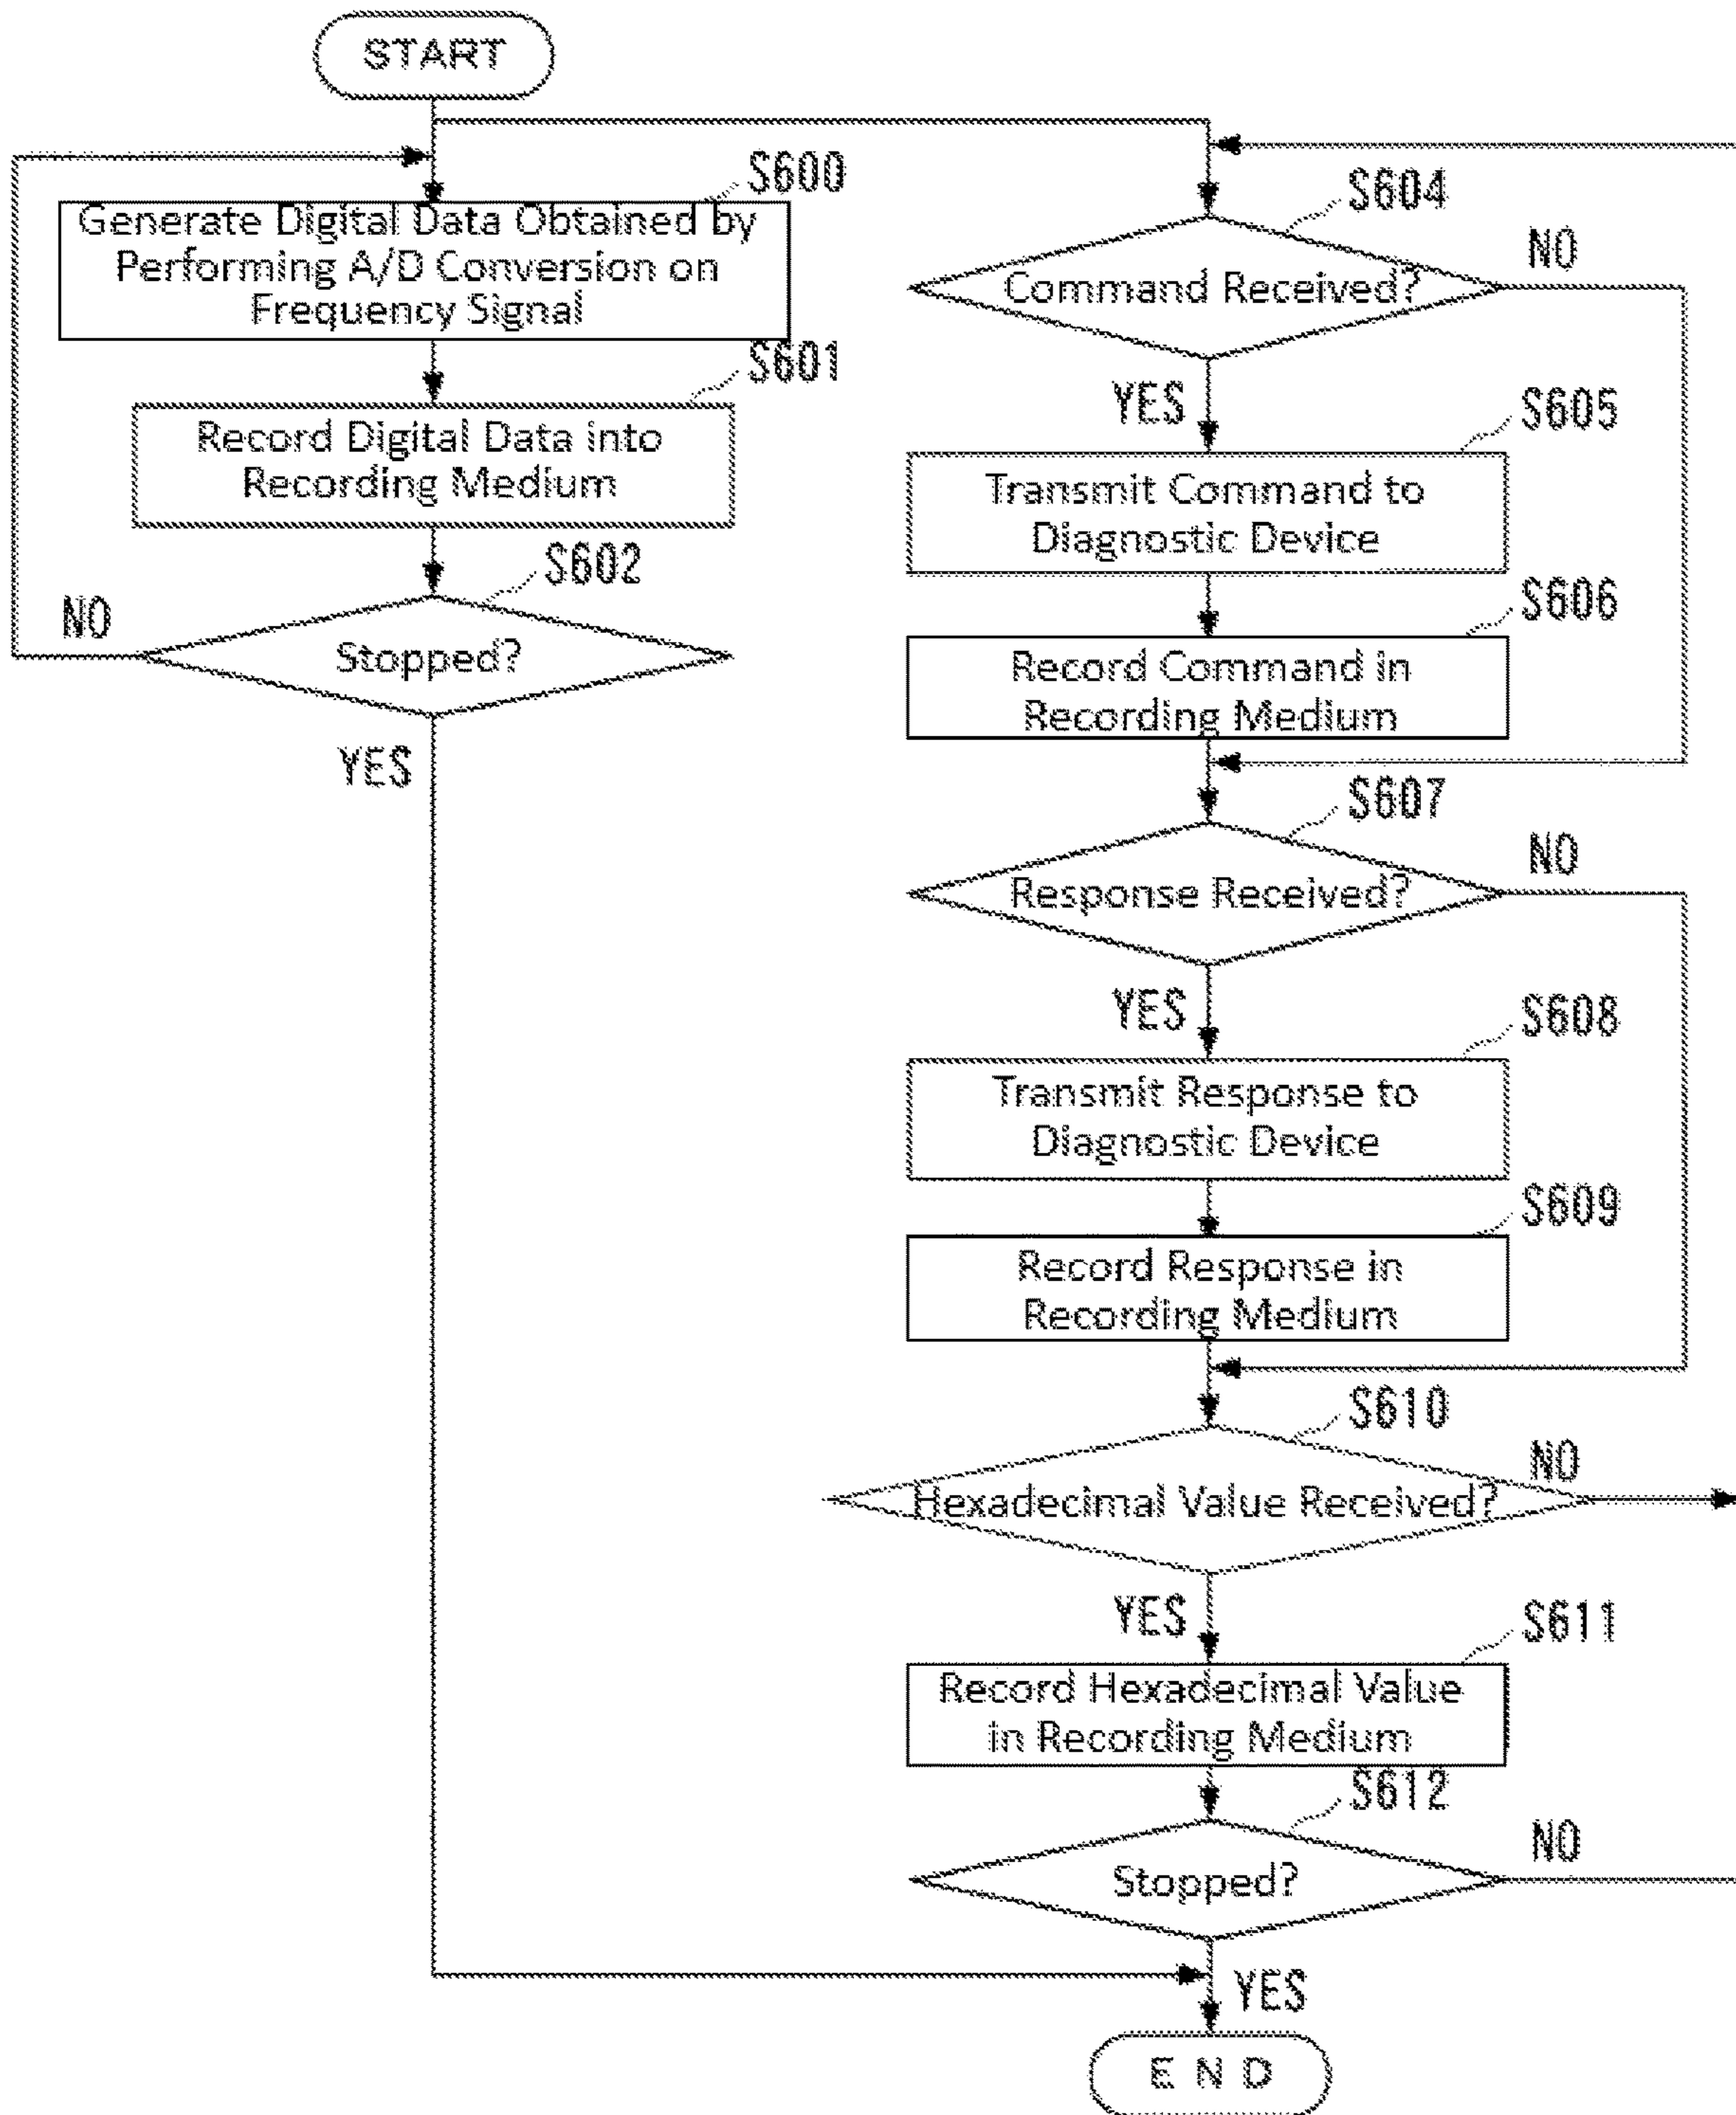 START
S600
Generate Digital Data Obtained by
Performing A/D Conversion on
Frequency Signal
S601
Record Digital Data into
Recording Medium
S602
NO
Stopped?
YES
S604
NO
Command Received?
YES
S605
Transmit Command to
Diagnostic Device
S606
Record Command in
Recording Medium
S607
NO
Response Received?
YES
S608
Transmit Response to
Diagnostic Device
S609
Record Response in
Recording Medium
S610
NO
Hexadecimal Value Received?
YES
S611
Record Hexadecimal Value
in Recording Medium
S612
NO
Stopped?
YES
END